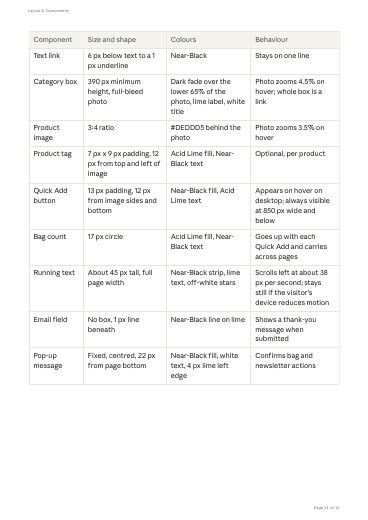 Layout & Components
Component Size and shape Colours Behaviour
Text link 6 px below text to a 1 px underline Near-Black Stays on one line
Category box 390 px minimum height, full-bleed photo Dark fade over the lower 65% of the photo, lime label, white title Photo zooms 4.5% on hover; whole box is a link
Product image 3:4 ratio #DEDDD5 behind the photo Photo zooms 3.5% on hover
Product tag 7 px x 9 px padding, 12 px from top and left of image Acid Lime fill, Near-Black text Optional, per product
Quick Add button 13 px padding, 12 px from image sides and bottom Near-Black fill, Acid Lime text Appears on hover on desktop; always visible at 850 px wide and below
Bag count 17 px circle Acid Lime fill, Near-Black text Goes up with each Quick Add and carries across pages
Running text About 45 px tall, full page width Near-Black strip, lime text, off-white stars Scrolls left at about 38 px per second; stays still if the visitor's device reduces motion
Email field No box, 1 px line beneath Near-Black line on lime Shows a thank-you message when submitted
Pop-up message Fixed, centred, 22 px from page bottom Near-Black fill, white text, 4 px lime left edge Confirms bag and newsletter actions
Page 11 of 12